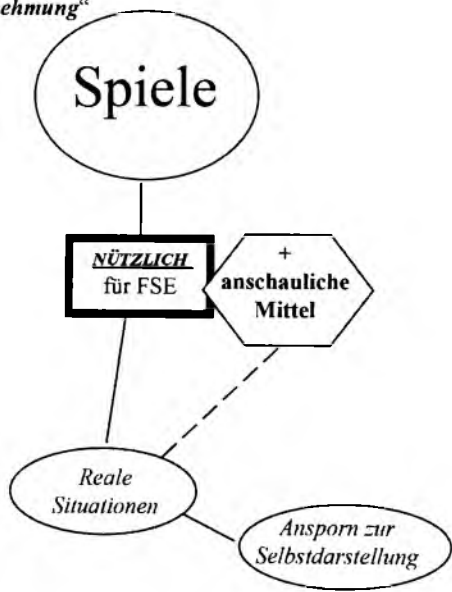 ehmung“
Spiele
NÜTZLICH
für FSE
+
anschauliche
Mittel
Reale
Situationen
Ansporn zur
Selbstdarstellung